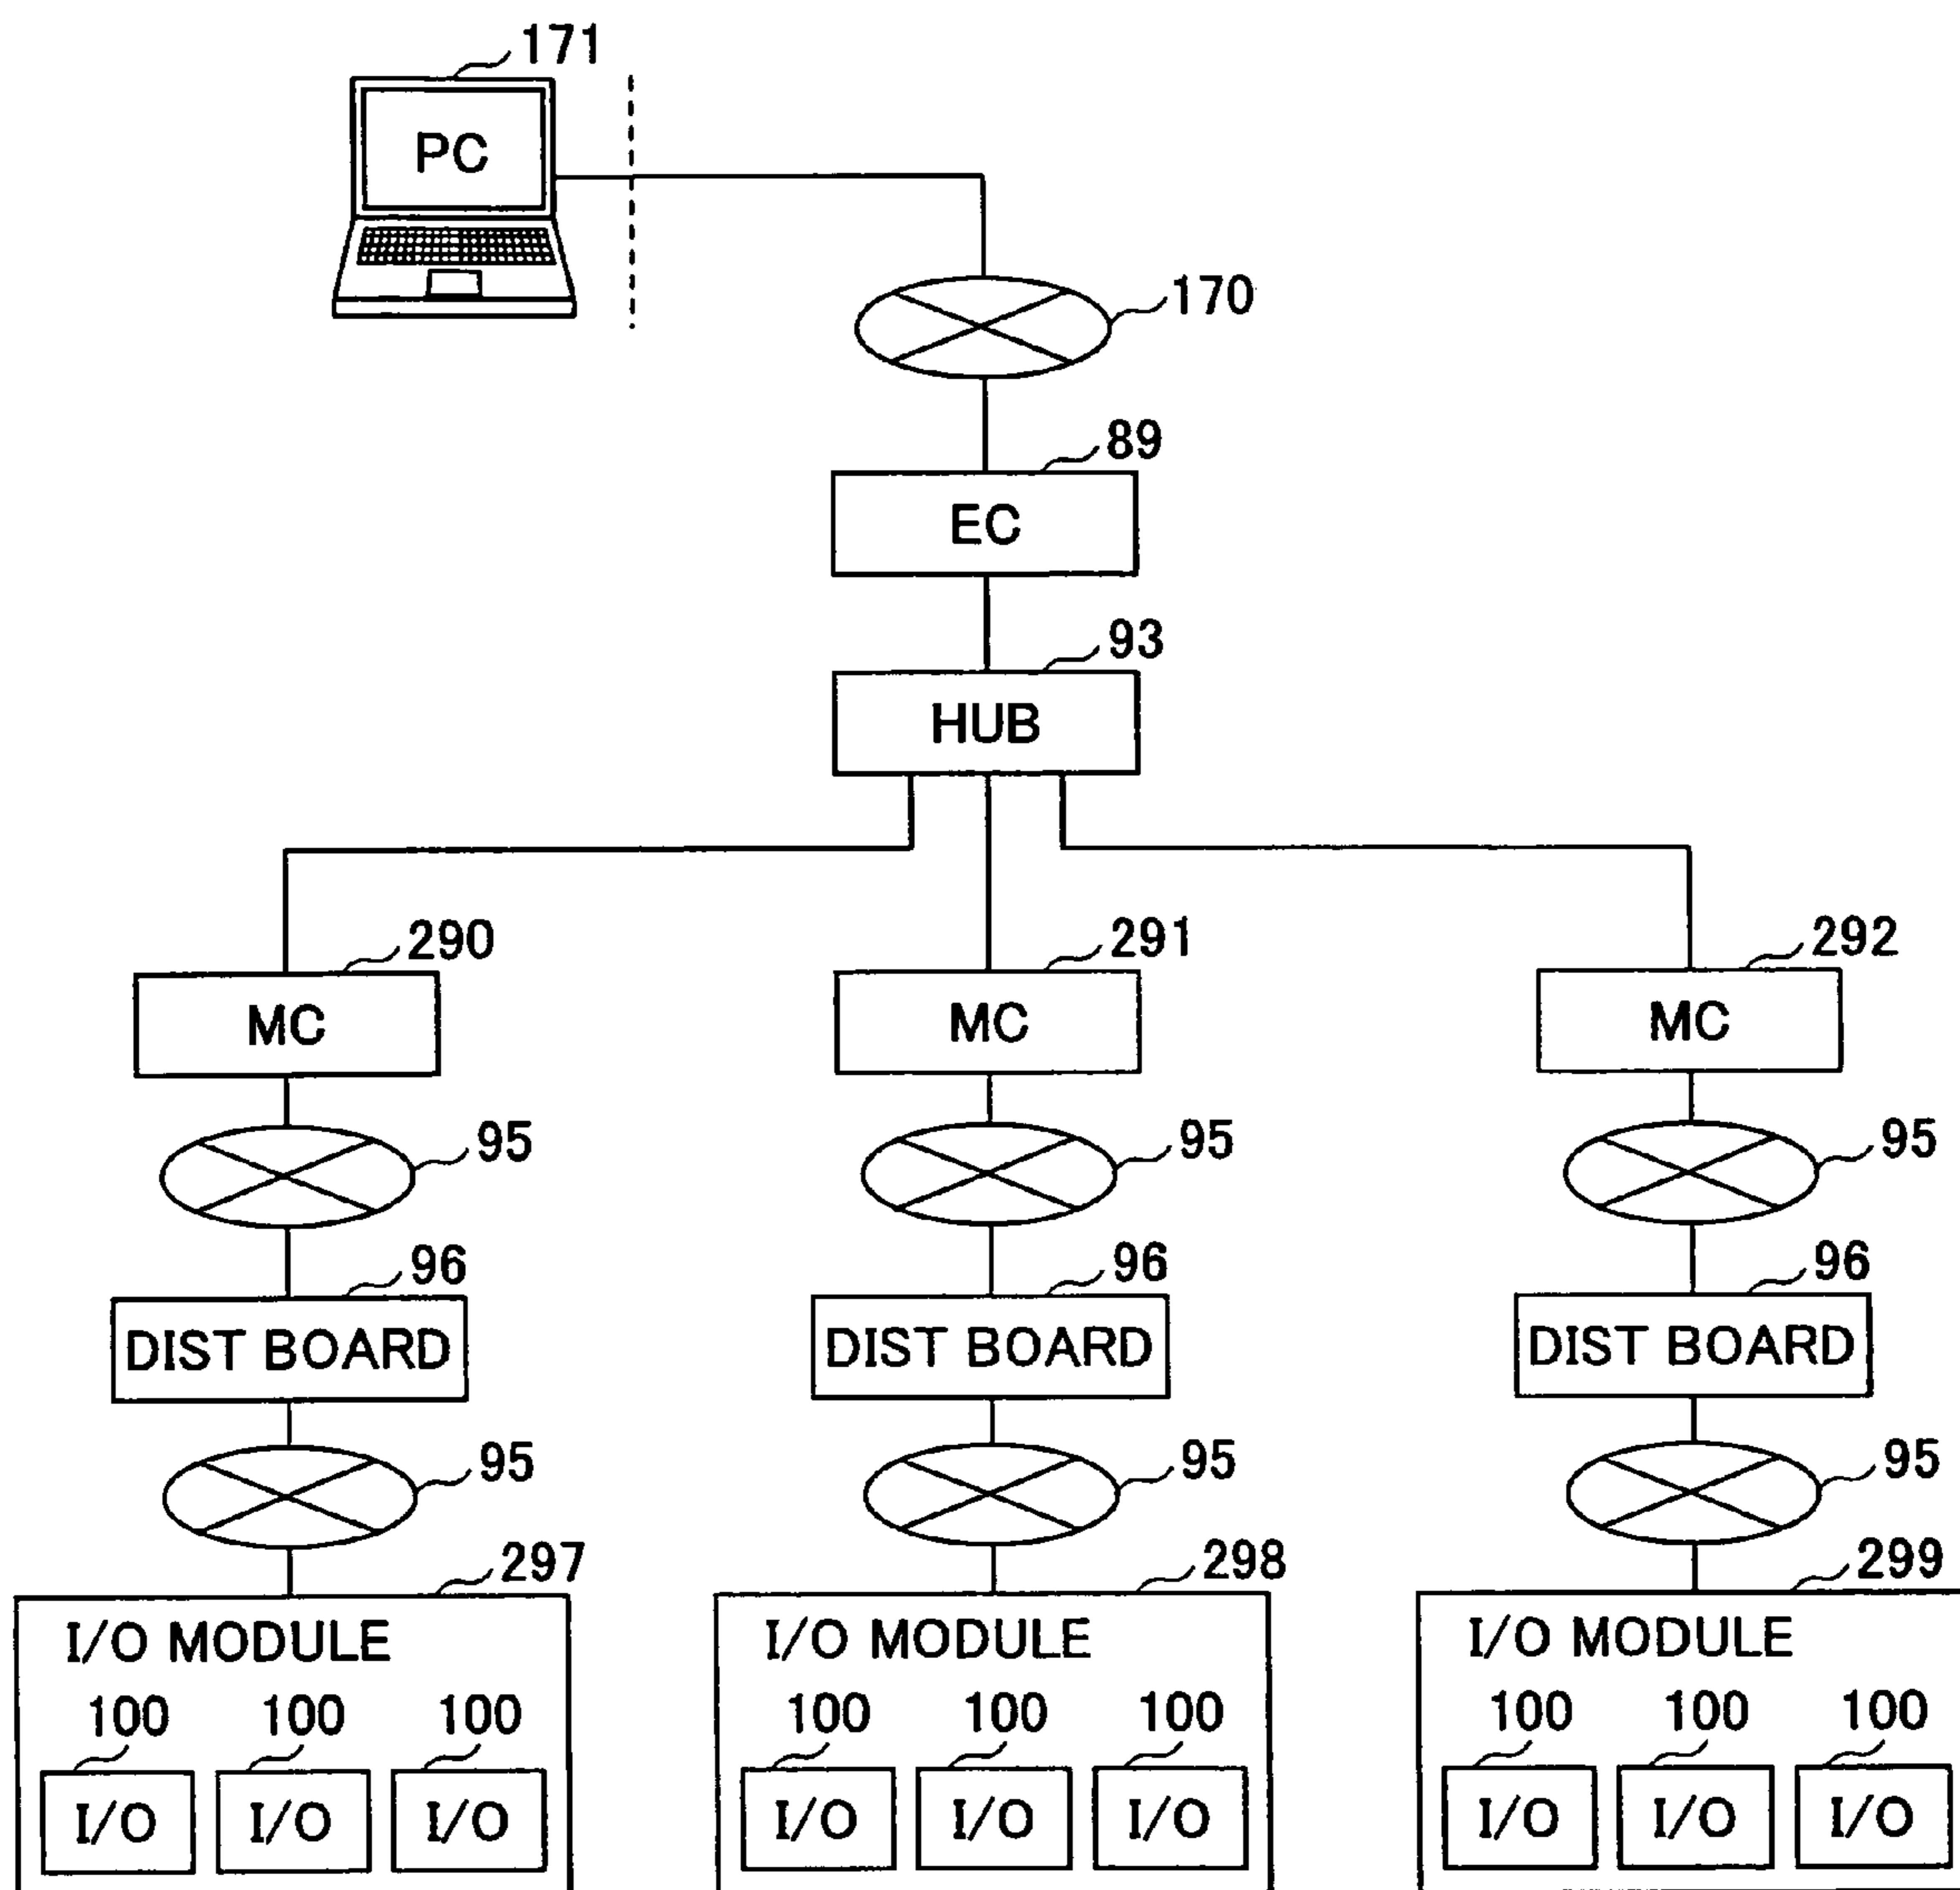 171
PC
170
89
EC
93
HUB
290 291 292
MC MC MC
95 95 95
96 96 96
DIST BOARD DIST BOARD DIST BOARD
95 95 95
297 298 299
I/O MODULE I/O MODULE I/O MODULE
100 100 100 100 100 100 100 100 100
I/O I/O I/O I/O I/O I/O I/O I/O I/O